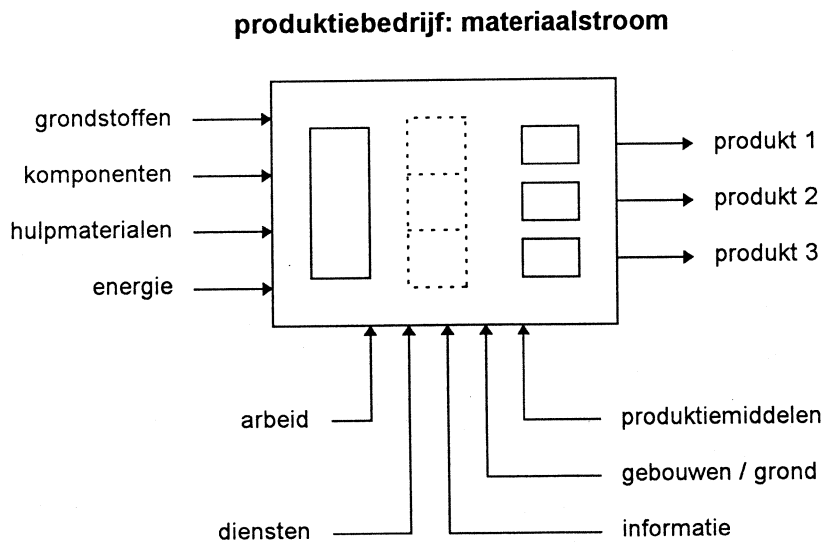 produktiebedrijf: materiaalstroom
grondstoffen
komponenten
hulpmaterialen
energie
produkt 1
produkt 2
produkt 3
arbeid
diensten
produktiemiddelen
gebouwen / grond
informatie